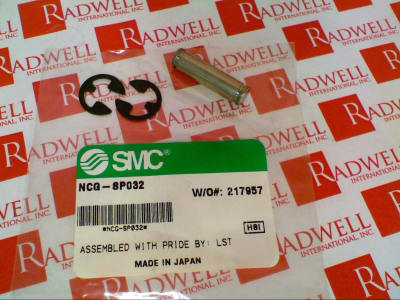 RADWELL
INTERNATIONAL, INC.
SMC
NCG-8P032
W/O#: 217957
*NCG-8P032*
HBI
ASSEMBLED WITH PRIDE BY: LST
MADE IN JAPAN